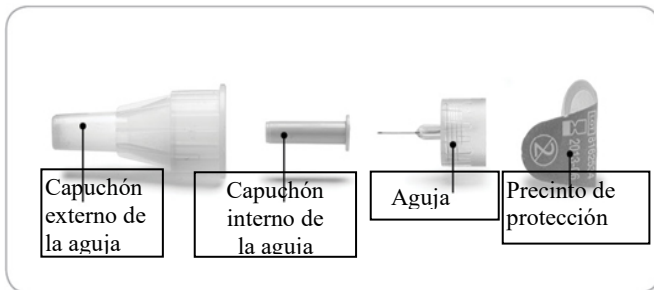 Capuchón
externo de
la aguja
Capuchón
interno de
la aguja
Aguja
Precinto de
protección